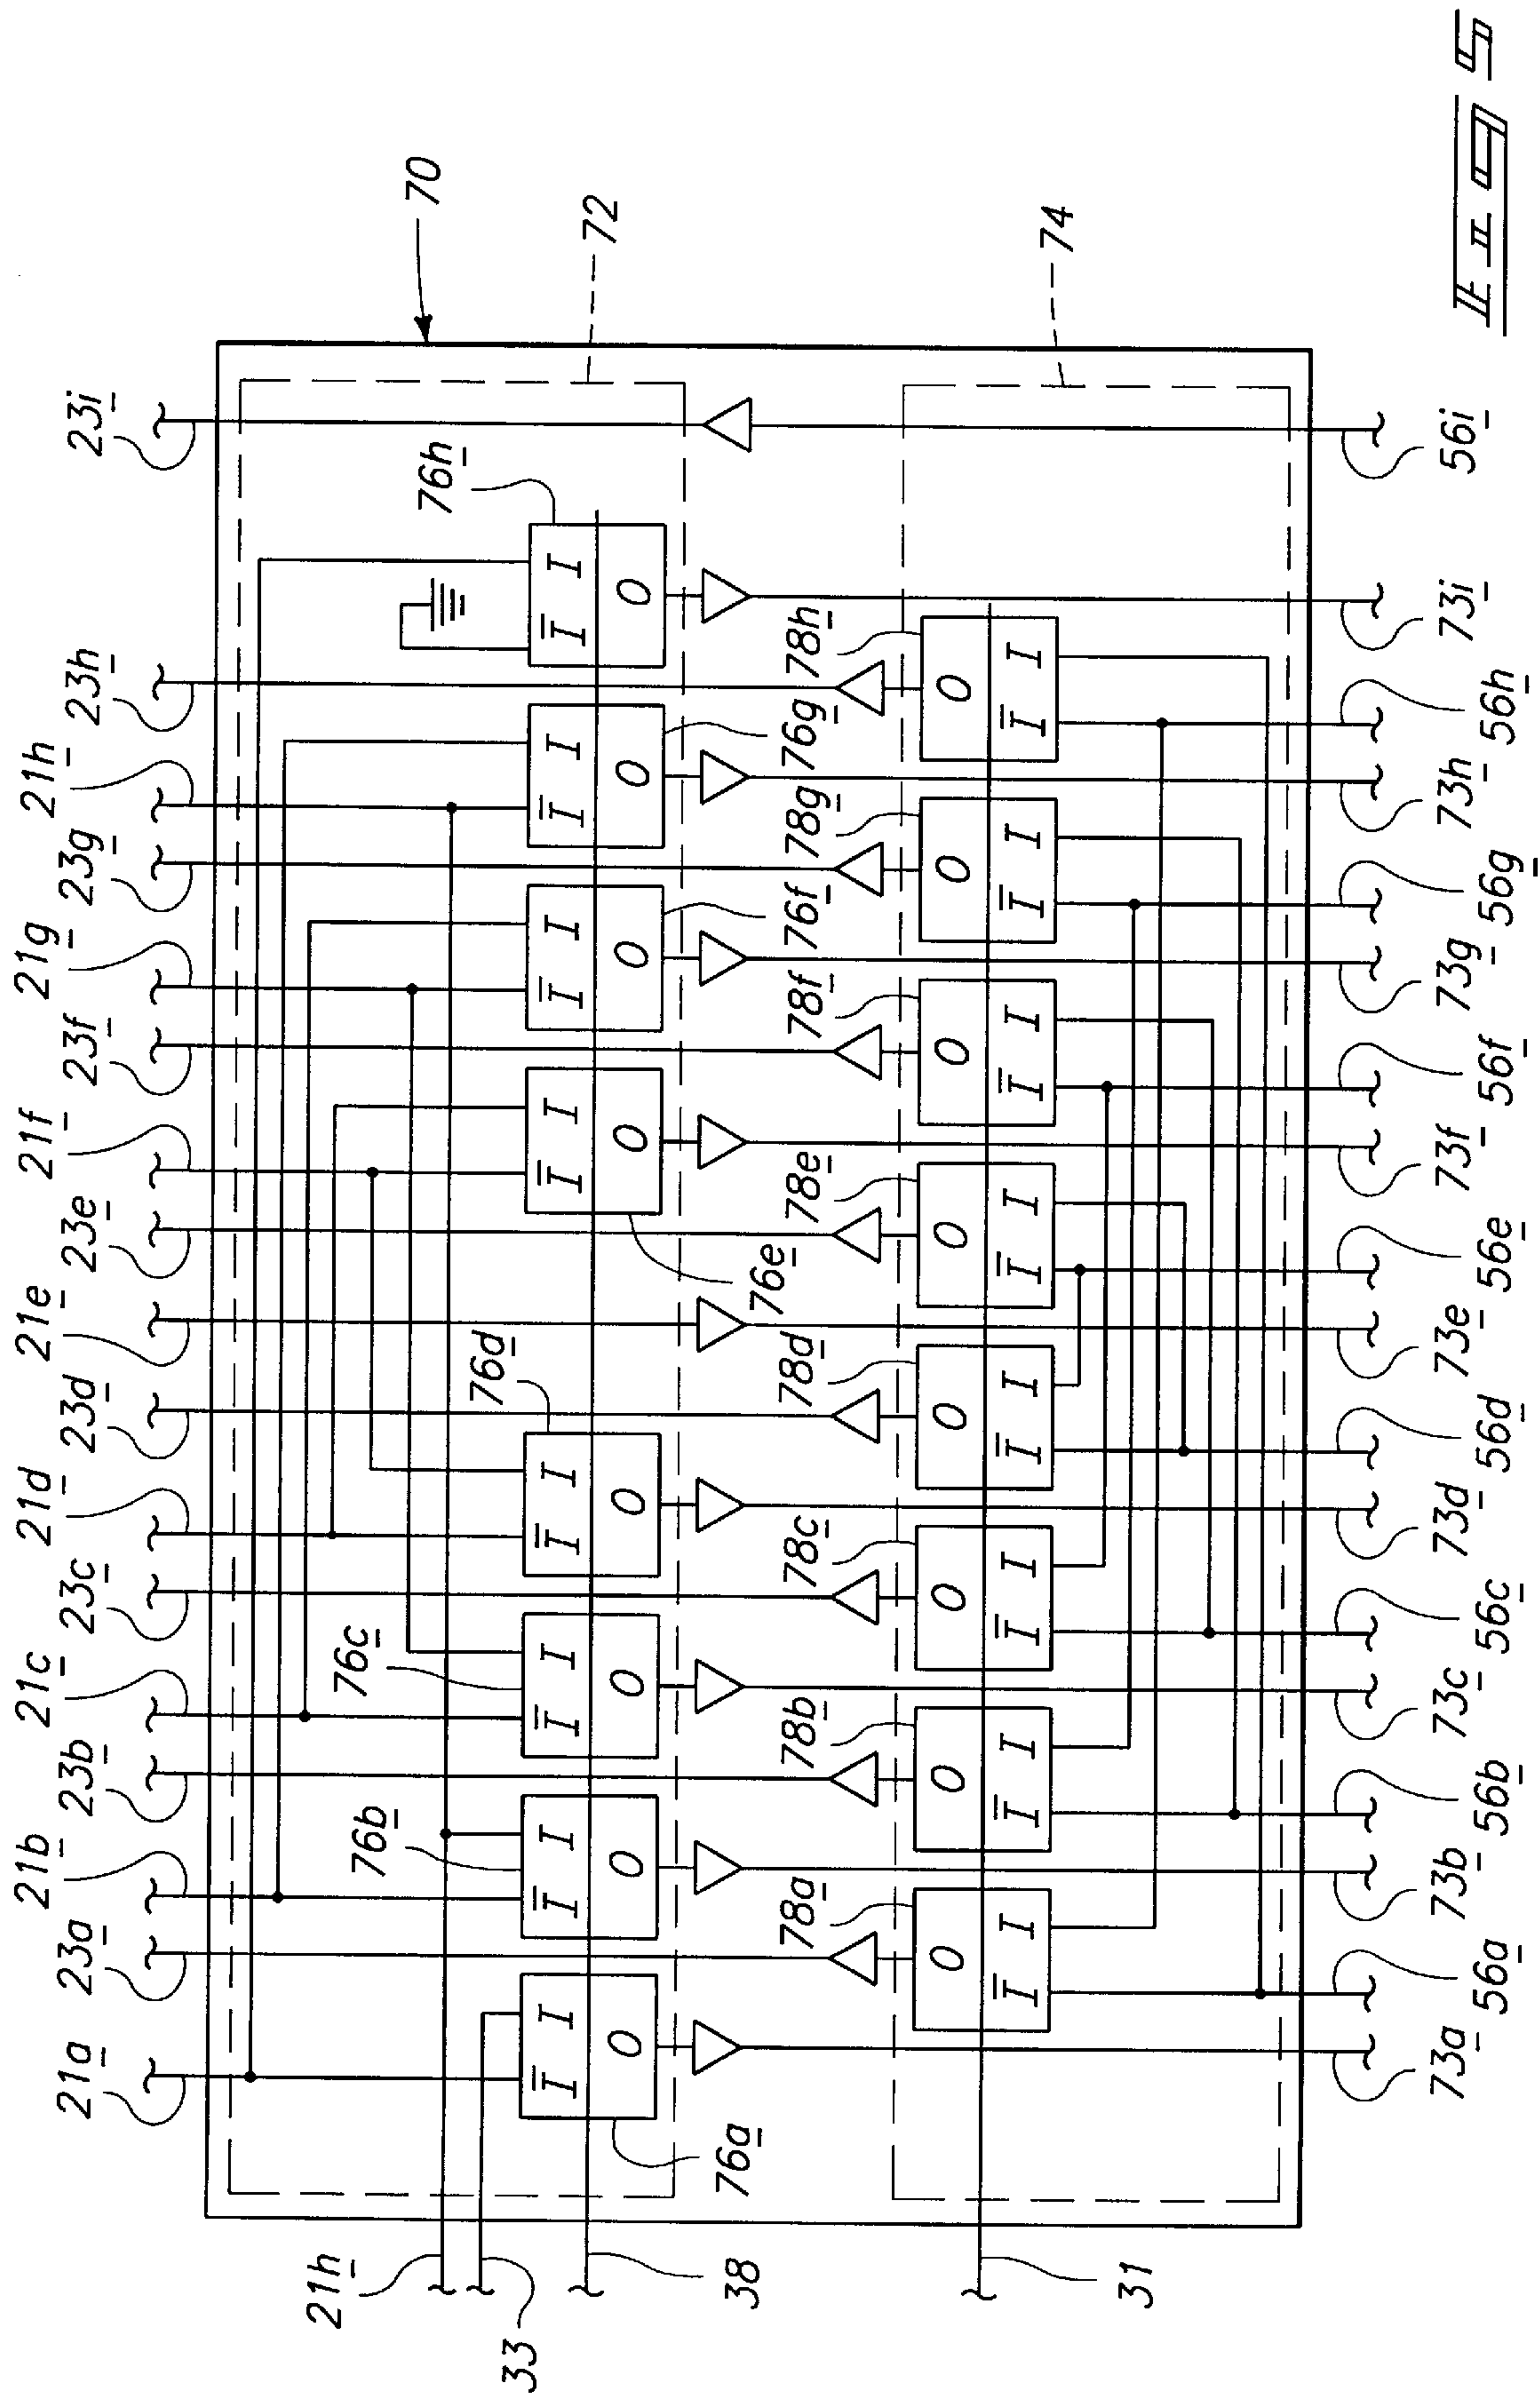 21a 23a 21b 23b 21c 23c 21d 23d 21e 23e 21f 23f 21g 23g 21h 23h 23i
70
72
74
21h
33
38
31
76a 76b 76c 76d 76e 76f 76g 76h
I̅ I I̅ I I̅ I I̅ I I̅ I I̅ I I̅ I I̅ I
O O O O O O O O
78a 78b 78c 78d 78e 78f 78g 78h
O O O O O O O O
I̅ I I̅ I I̅ I I̅ I I̅ I I̅ I I̅ I I̅ I
73a 56a 73b 56b 73c 56c 73d 56d 73e 56e 73f 56f 73g 56g 73h 56h 73i 56i
FIG 5